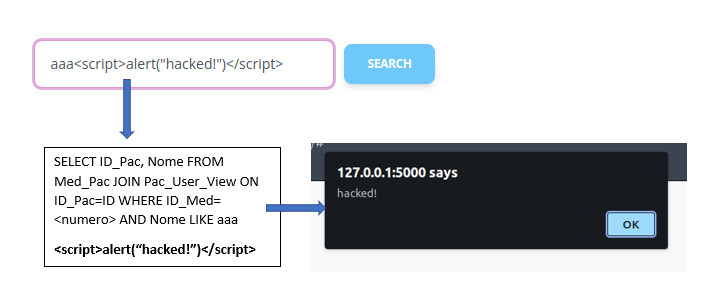 aaa<script>alert("hacked!")</script>
SEARCH
SELECT ID_Pac, Nome FROM
Med_Pac JOIN Pac_User_View ON
ID_Pac=ID WHERE ID_Med=
<numero> AND Nome LIKE aaa
<script>alert(“hacked!”)</script>
/#
127.0.0.1:5000 says
hacked!
OK